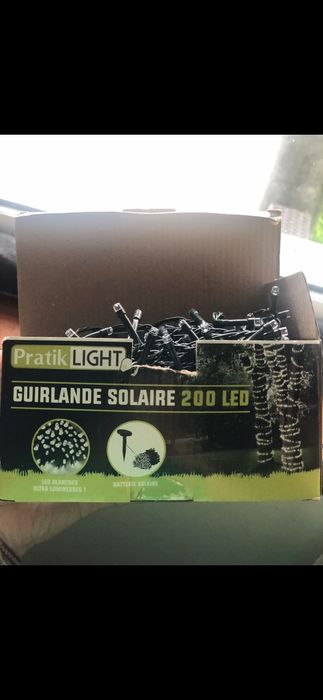 Pratik LIGHT
GUIRLANDE SOLAIRE 200 LED
LED BLANCHES
ULTRA LUMINEUSES !
BATTERIE SOLAIRE